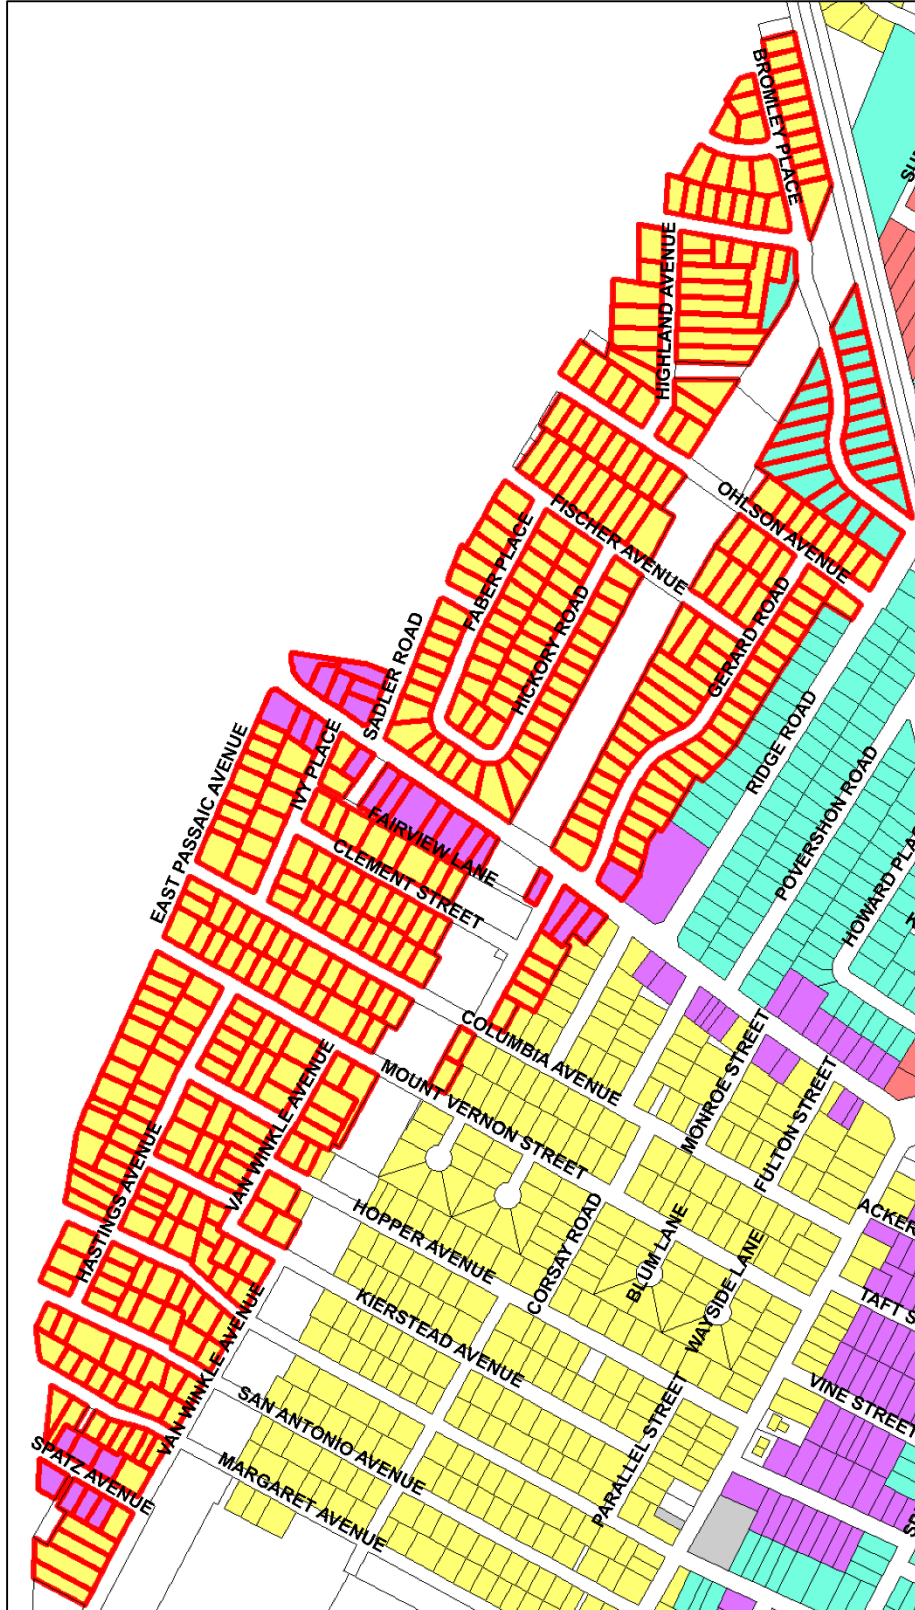 BROMLEY PLACE
HIGHLAND AVENUE
OHLSON AVENUE
FISCHER AVENUE
FABER PLACE
HICKORY ROAD
GERARD ROAD
SADLER ROAD
RIDGE ROAD
EAST PASSAIC AVENUE
IVY PLACE
FAIRVIEW LANE
CLEMENT STREET
POVERSHON ROAD
HOWARD PLA
COLUMBIA AVENUE
MOUNT VERNON STREET
MONROE STREET
FULTON STREET
VAN WINKLE AVENUE
HASTINGS AVENUE
HOPPER AVENUE
CORSAY ROAD
BLUM LANE
WAYSIDE LANE
ACKER
TAFT S
KIERSTEAD AVENUE
VAN WINKLE AVENUE
VINE STREET
SAN ANTONIO AVENUE
PARALLEL STREET
SPATZ AVENUE
MARGARET AVENUE